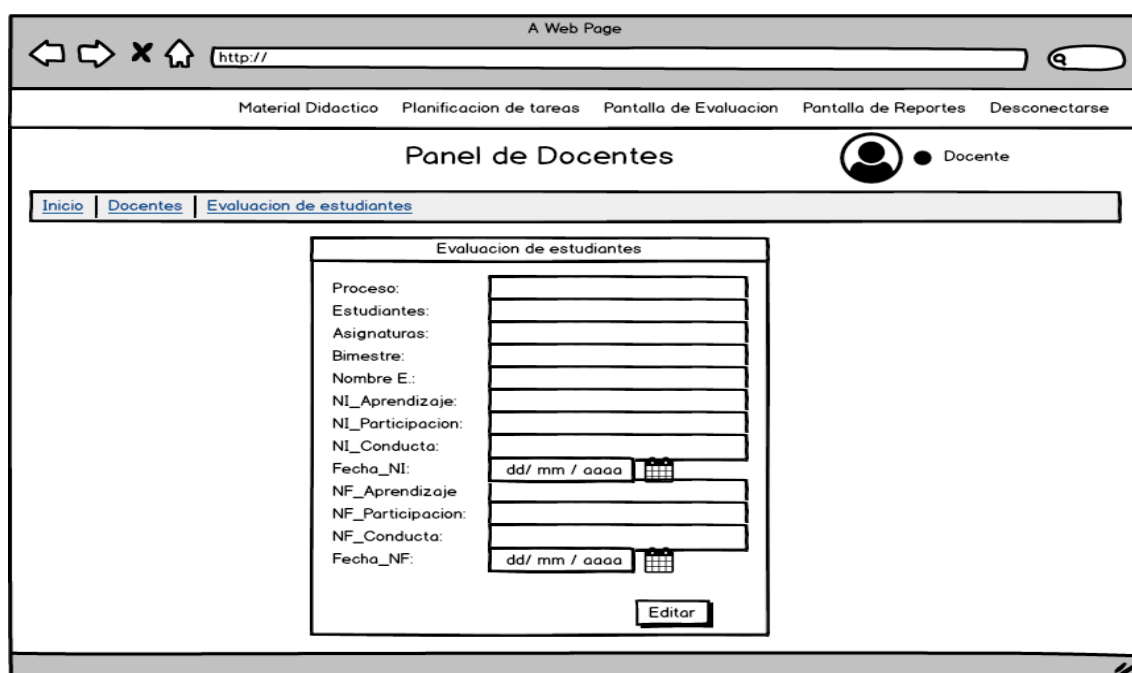 A Web Page
http://
Material Didactico Planificacion de tareas Pantalla de Evaluacion Pantalla de Reportes Desconectarse
Panel de Docentes
Docente
Inicio Docentes Evaluacion de estudiantes
Evaluacion de estudiantes
Proceso:
Estudiantes:
Asignaturas:
Bimestre:
Nombre E.:
NI_Aprendizaje:
NI_Participacion:
NI_Conducta:
Fecha_NI: dd/ mm / aaaa
NF_Aprendizaje
NF_Participacion:
NF_Conducta:
Fecha_NF: dd/ mm / aaaa
Editar